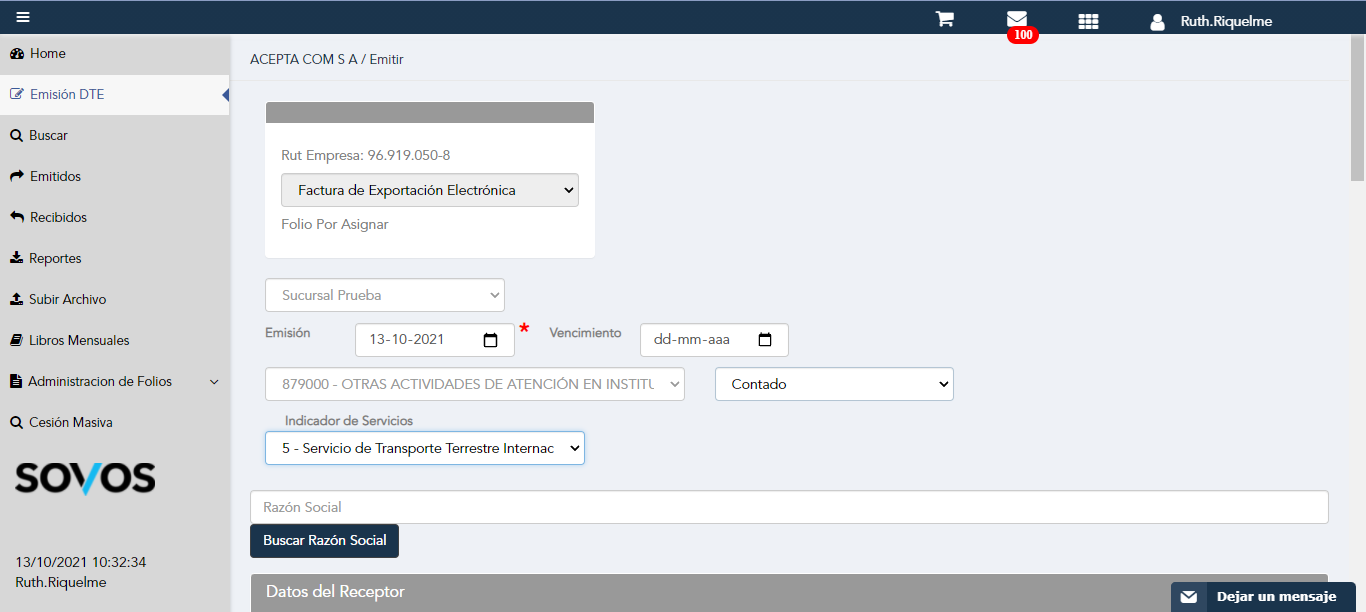 100
Ruth.Riquelme
Home
Emisión DTE
Buscar
Emitidos
Recibidos
Reportes
Subir Archivo
Libros Mensuales
Administracion de Folios
Cesión Masiva
SOVOS
13/10/2021 10:32:34
Ruth.Riquelme
ACEPTA COM S A / Emitir
Rut Empresa: 96.919.050-8
Factura de Exportación Electrónica
Folio Por Asignar
Sucursal Prueba
Emisión 13-10-2021 * Vencimiento dd-mm-aaa
879000 - OTRAS ACTIVIDADES DE ATENCIÓN EN INSTITU Contado
Indicador de Servicios
5 - Servicio de Transporte Terrestre Internac
Razón Social
Buscar Razón Social
Datos del Receptor
Dejar un mensaje